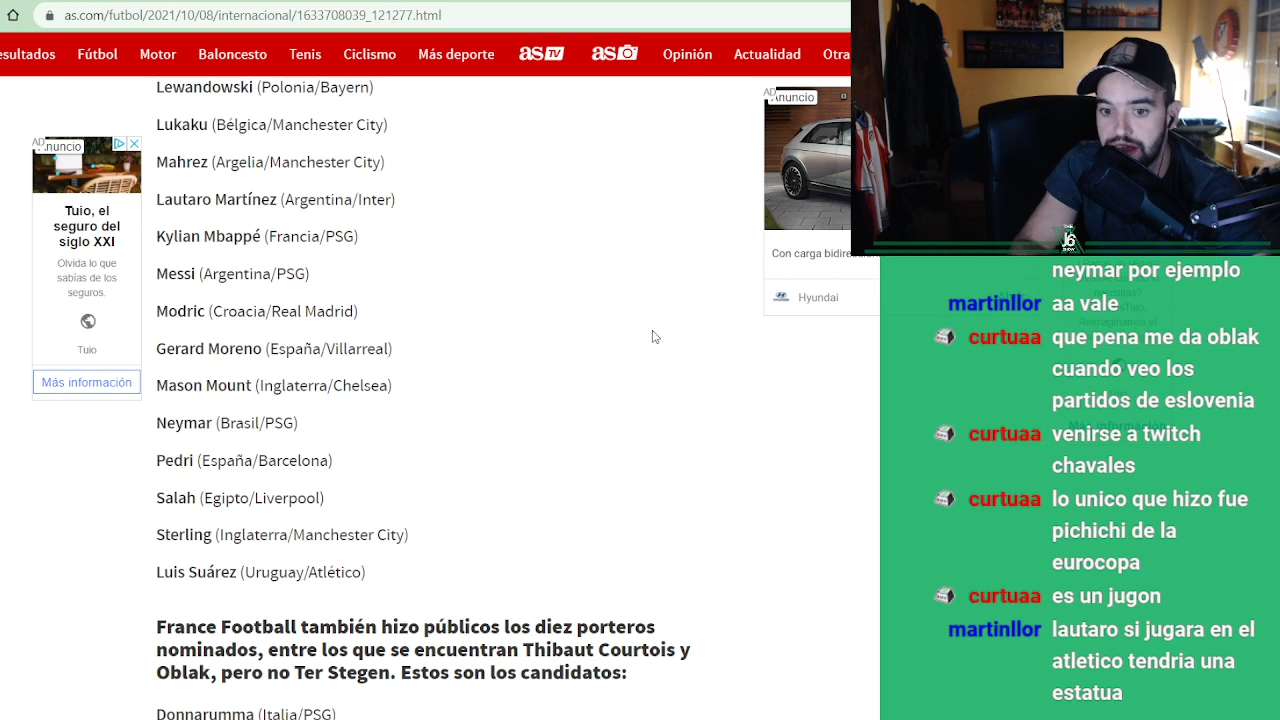 as.com/futbol/2021/10/08/internacional/1633708039_121277.html
esultados Fútbol Motor Baloncesto Tenis Ciclismo Más deporte as TV as Opinión Actualidad Otra
Lewandowski (Polonia/Bayern)
Lukaku (Bélgica/Manchester City)
Mahrez (Argelia/Manchester City)
Lautaro Martínez (Argentina/Inter)
Kylian Mbappé (Francia/PSG)
Messi (Argentina/PSG)
Modric (Croacia/Real Madrid)
Gerard Moreno (España/Villarreal)
Mason Mount (Inglaterra/Chelsea)
Neymar (Brasil/PSG)
Pedri (España/Barcelona)
Salah (Egipto/Liverpool)
Sterling (Inglaterra/Manchester City)
Luis Suárez (Uruguay/Atlético)
France Football también hizo públicos los diez porteros
nominados, entre los que se encuentran Thibaut Courtois y
Oblak, pero no Ter Stegen. Estos son los candidatos:
Donnarumma (Italia/PSG)
AD
Anuncio
Tuio, el
seguro del
siglo XXI
Olvida lo que
sabías de los
seguros.
Tuio
Más información
AD
Anuncio
Con carga bidirec
Hyundai
J6
neymar por ejemplo
martinllor aa vale
curtuaa que pena me da oblak
cuando veo los
partidos de eslovenia
curtuaa venirse a twitch
chavales
curtuaa lo unico que hizo fue
pichichi de la
eurocopa
curtuaa es un jugon
martinllor lautaro si jugara en el
atletico tendria una
estatua